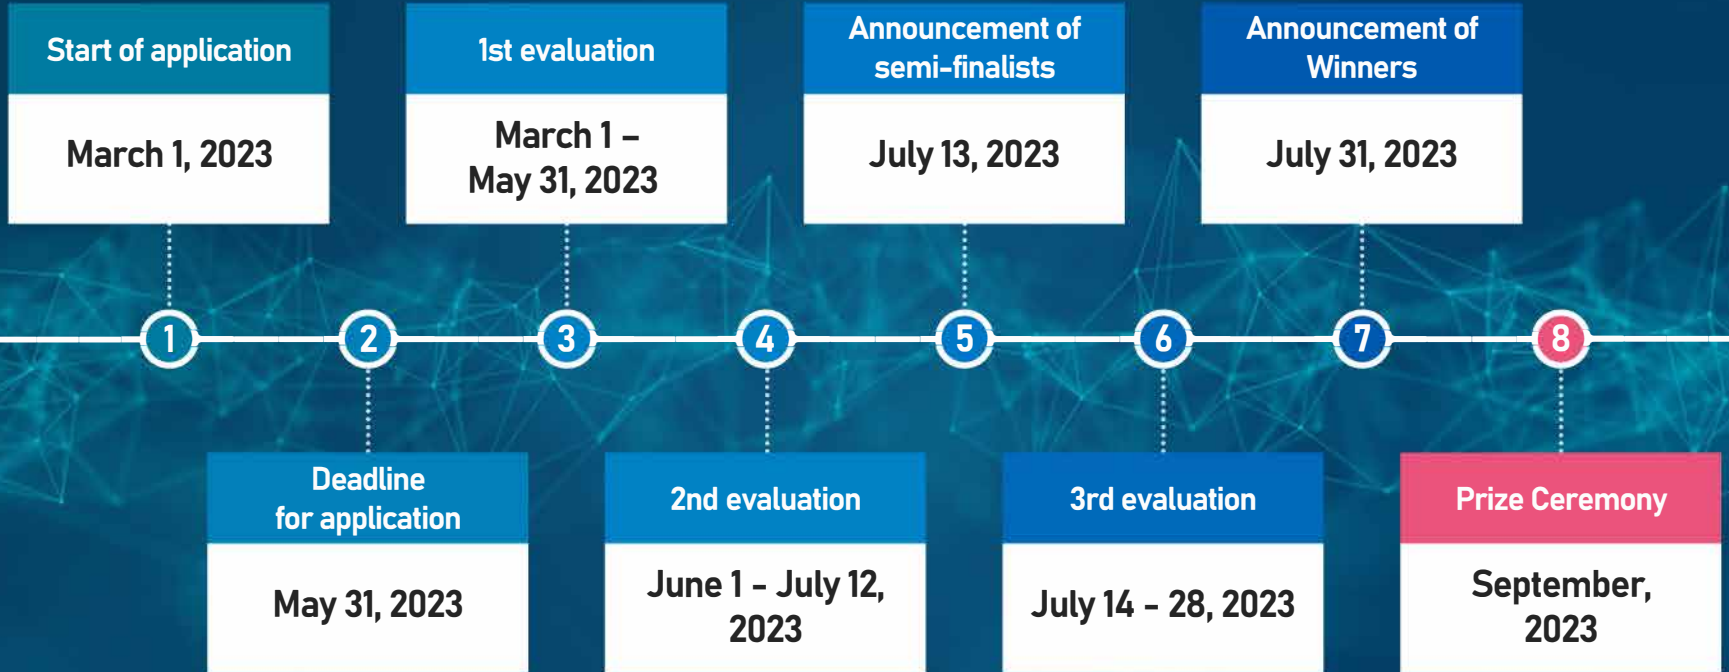 Start of application
March 1, 2023
1st evaluation
March 1 –
May 31, 2023
Announcement of
semi-finalists
July 13, 2023
Announcement of
Winners
July 31, 2023
1
2
3
4
5
6
7
8
Deadline
for application
May 31, 2023
2nd evaluation
June 1 - July 12,
2023
3rd evaluation
July 14 - 28, 2023
Prize Ceremony
September,
2023